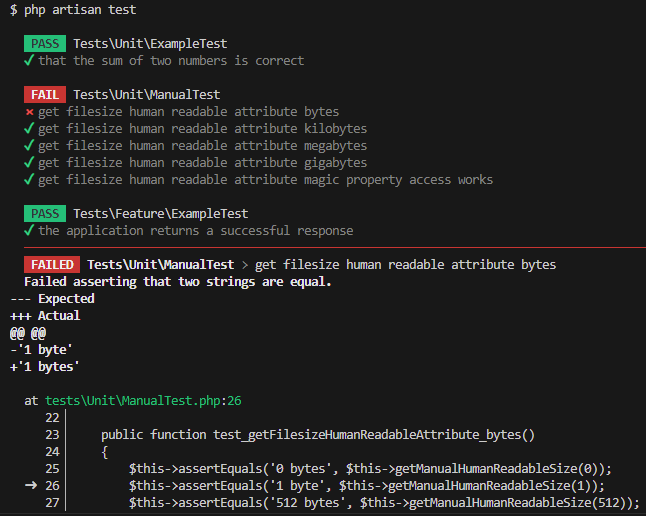 $ php artisan test
PASS Tests\Unit\ExampleTest
✓ that the sum of two numbers is correct
FAIL Tests\Unit\ManualTest
× get filesize human readable attribute bytes
✓ get filesize human readable attribute kilobytes
✓ get filesize human readable attribute megabytes
✓ get filesize human readable attribute gigabytes
✓ get filesize human readable attribute magic property access works
PASS Tests\Feature\ExampleTest
✓ the application returns a successful response
FAILED Tests\Unit\ManualTest > get filesize human readable attribute bytes
Failed asserting that two strings are equal.
--- Expected
+++ Actual
@@ @@
-'1 byte'
+'1 bytes'
at tests\Unit\ManualTest.php:26
22
23 public function test_getFilesizeHumanReadableAttribute_bytes()
24 {
25 $this->assertEquals('0 bytes', $this->getManualHumanReadableSize(0));
➜ 26 $this->assertEquals('1 byte', $this->getManualHumanReadableSize(1));
27 $this->assertEquals('512 bytes', $this->getManualHumanReadableSize(512));